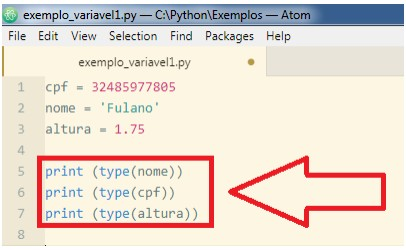 exemplo_variavel1.py — C:\Python\Exemplos — Atom
File Edit View Selection Find Packages Help
exemplo_variavel1.py
1 cpf = 32485977805
2 nome = 'Fulano'
3 altura = 1.75
4
5 print (type(nome))
6 print (type(cpf))
7 print (type(altura))
8